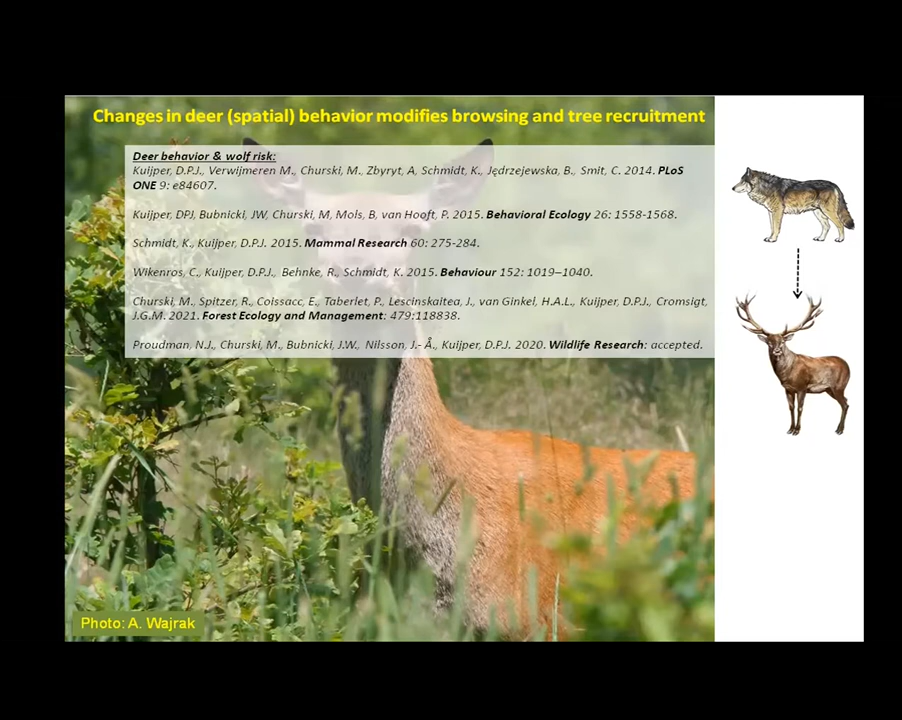 Changes in deer (spatial) behavior modifies browsing and tree recruitment
Deer behavior & wolf risk:
Kuijper, D.P.J., Verwijmeren M., Churski, M., Zbyryt, A, Schmidt, K., Jędrzejewska, B., Smit, C. 2014. PLoS
ONE 9: e84607.
Kuijper, DPJ, Bubnicki, JW, Churski, M, Mols, B, van Hooft, P. 2015. Behavioral Ecology 26: 1558-1568.
Schmidt, K., Kuijper, D.P.J. 2015. Mammal Research 60: 275-284.
Wikenros, C., Kuijper, D.P.J., Behnke, R., Schmidt, K. 2015. Behaviour 152: 1019–1040.
Churski, M., Spitzer, R., Coissacc, E., Taberlet, P., Lescinskaitea, J., van Ginkel, H.A.L., Kuijper, D.P.J., Cromsigt,
J.G.M. 2021. Forest Ecology and Management: 479:118838.
Proudman, N.J., Churski, M., Bubnicki, J.W., Nilsson, J.- Å., Kuijper, D.P.J. 2020. Wildlife Research: accepted.
Photo: A. Wajrak